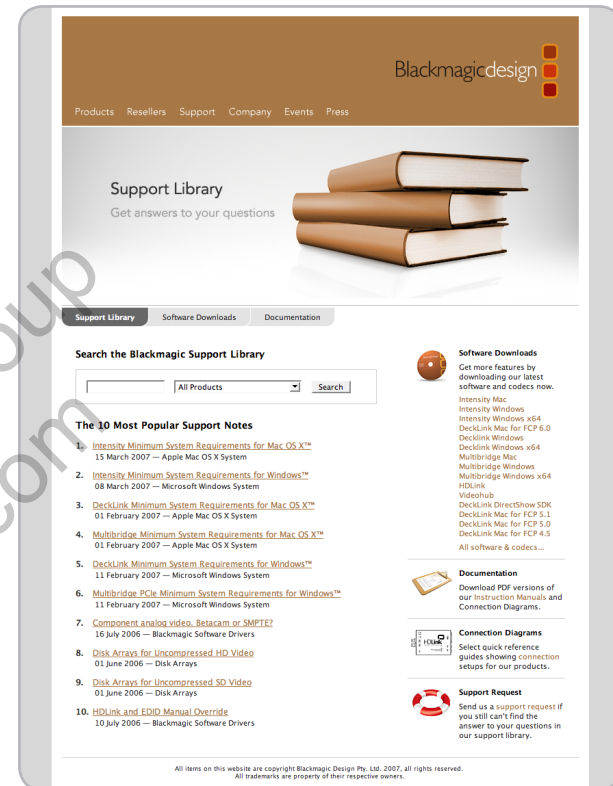 Blackmagicdesign
Products Resellers Support Company Events Press
Support Library
Get answers to your questions
Support Library Software Downloads Documentation
Search the Blackmagic Support Library
All Products Search
The 10 Most Popular Support Notes
1. Intensity Minimum System Requirements for Mac OS X™
15 March 2007 — Apple Mac OS X System
2. Intensity Minimum System Requirements for Windows™
08 March 2007 — Microsoft Windows System
3. DeckLink Minimum System Requirements for Mac OS X™
01 February 2007 — Apple Mac OS X System
4. Multibridge Minimum System Requirements for Mac OS X™
01 February 2007 — Apple Mac OS X System
5. DeckLink Minimum System Requirements for Windows™
11 February 2007 — Microsoft Windows System
6. Multibridge PCIe Minimum System Requirements for Windows™
11 February 2007 — Microsoft Windows System
7. Component analog video. Betacam or SMPTE?
16 July 2006 — Blackmagic Software Drivers
8. Disk Arrays for Uncompressed HD Video
01 June 2006 — Disk Arrays
9. Disk Arrays for Uncompressed SD Video
01 June 2006 — Disk Arrays
10. HDLink and EDID Manual Override
10 July 2006 — Blackmagic Software Drivers
Software Downloads
Get more features by
downloading our latest
software and codecs now.
Intensity Mac
Intensity Windows
Intensity Windows x64
DeckLink Mac for FCP 6.0
Decklink Windows
Decklink Windows x64
Multibridge Mac
Multibridge Windows
Multibridge Windows x64
HDLink
Videohub
DeckLink DirectShow SDK
DeckLink Mac for FCP 5.1
DeckLink Mac for FCP 5.0
DeckLink Mac for FCP 4.5
All software & codecs...
Documentation
Download PDF versions of
our Instruction Manuals and
Connection Diagrams.
HDLink
Connection Diagrams
Select quick reference
guides showing connection
setups for our products.
Support Request
Send us a support request if
you still can't find the
answer to your questions in
our support library.
All items on this website are copyright Blackmagic Design Pty. Ltd. 2007, all rights reserved.
All trademarks are property of their respective owners.
oup
com